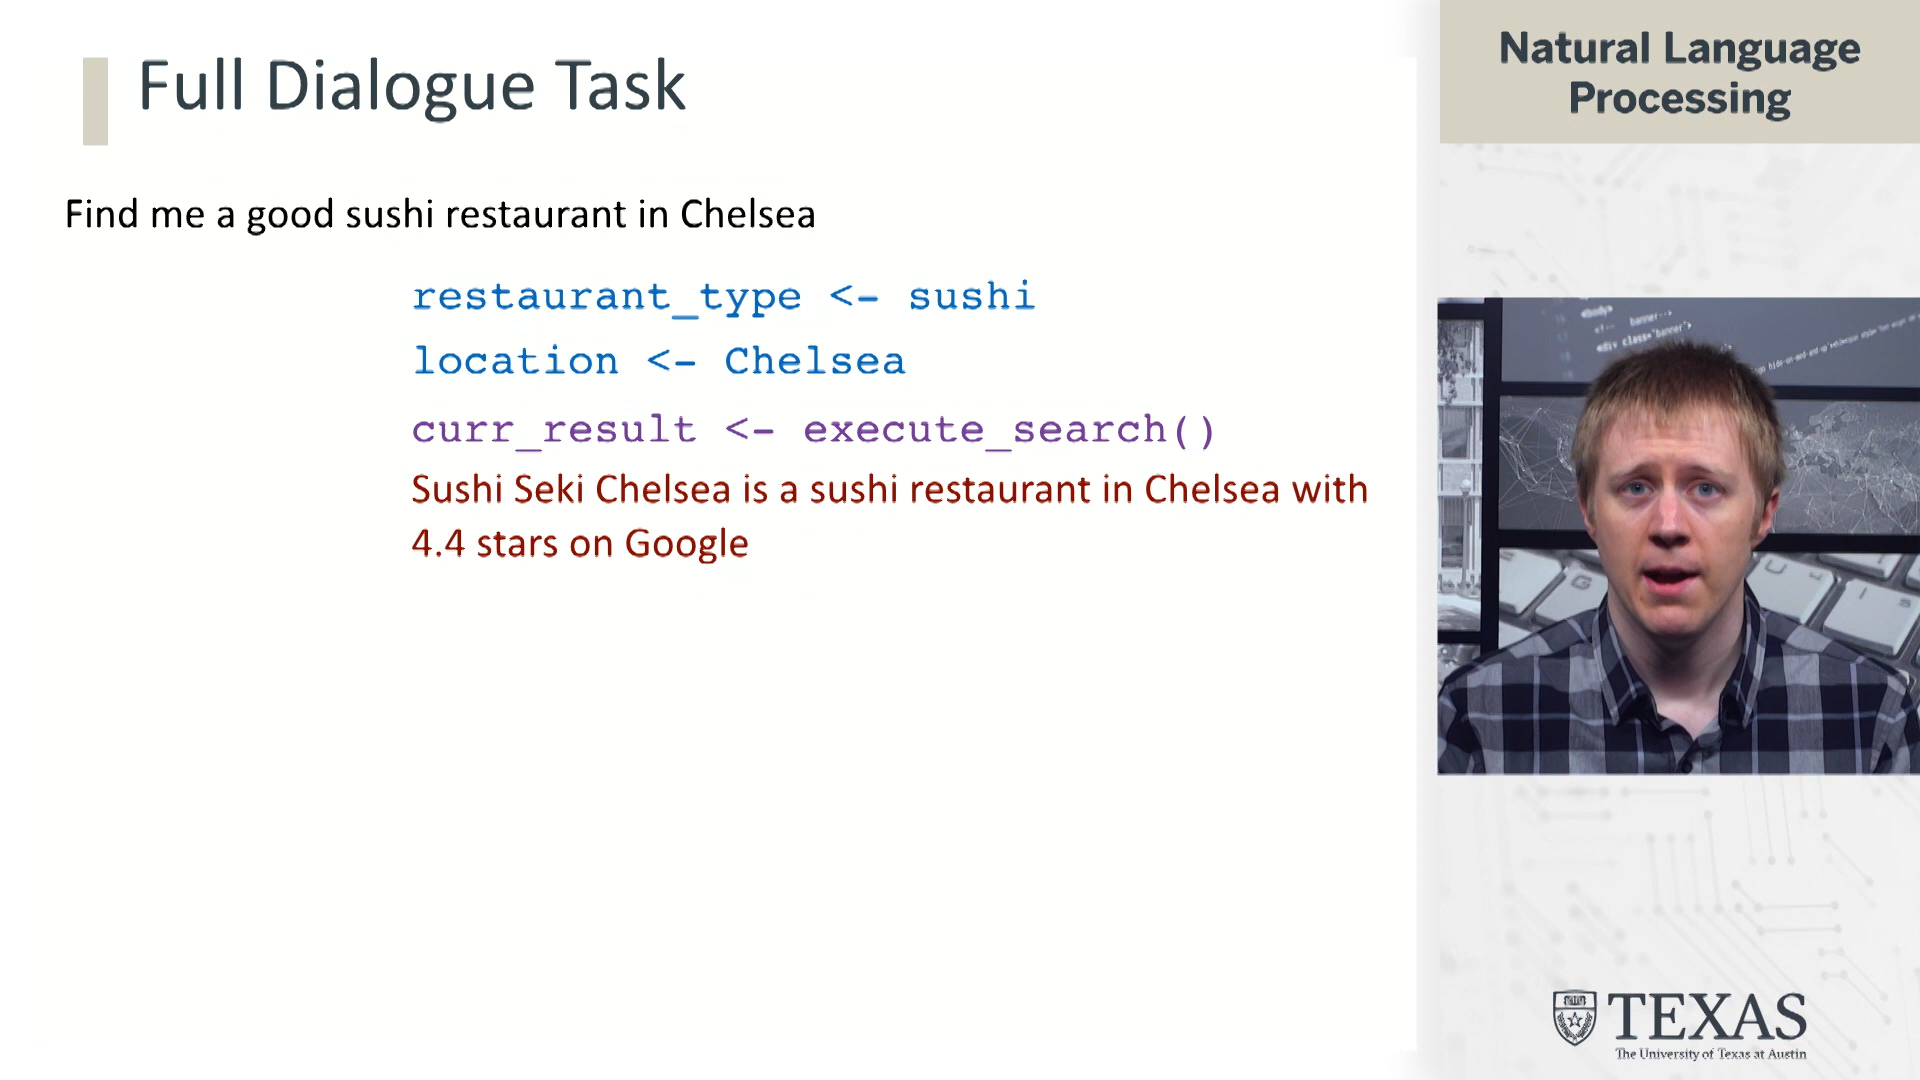 Full Dialogue Task
Find me a good sushi restaurant in Chelsea
restaurant_type <- sushi
location <- Chelsea
curr_result <- execute_search()
Sushi Seki Chelsea is a sushi restaurant in Chelsea with
4.4 stars on Google
Natural Language
Processing
TEXAS
The University of Texas at Austin